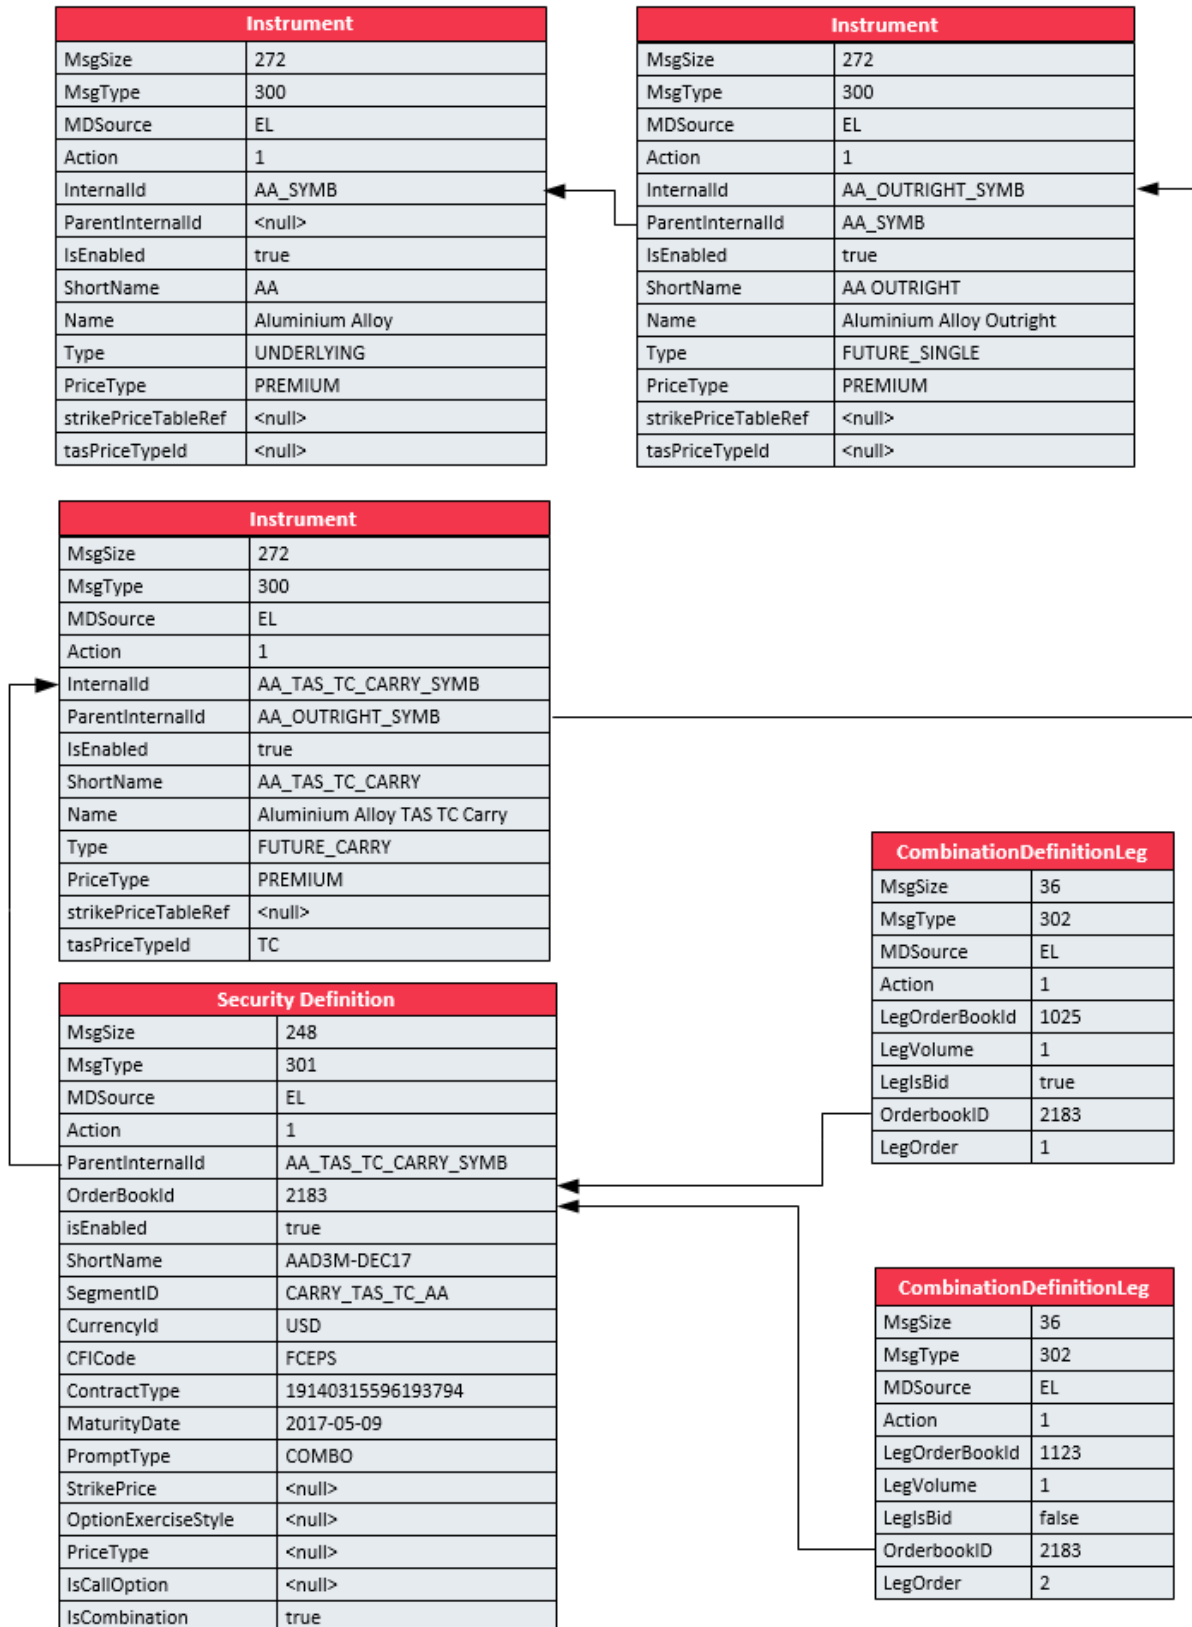 Instrument
MsgSize 272
MsgType 300
MDSource EL
Action 1
InternalId AA_SYMB
ParentInternalId <null>
IsEnabled true
ShortName AA
Name Aluminium Alloy
Type UNDERLYING
PriceType PREMIUM
strikePriceTableRef <null>
tasPriceTypeId <null>
Instrument
MsgSize 272
MsgType 300
MDSource EL
Action 1
InternalId AA_OUTRIGHT_SYMB
ParentInternalId AA_SYMB
IsEnabled true
ShortName AA OUTRIGHT
Name Aluminium Alloy Outright
Type FUTURE_SINGLE
PriceType PREMIUM
strikePriceTableRef <null>
tasPriceTypeId <null>
Instrument
MsgSize 272
MsgType 300
MDSource EL
Action 1
InternalId AA_TAS_TC_CARRY_SYMB
ParentInternalId AA_OUTRIGHT_SYMB
IsEnabled true
ShortName AA_TAS_TC_CARRY
Name Aluminium Alloy TAS TC Carry
Type FUTURE_CARRY
PriceType PREMIUM
strikePriceTableRef <null>
tasPriceTypeId TC
Security Definition
MsgSize 248
MsgType 301
MDSource EL
Action 1
ParentInternalId AA_TAS_TC_CARRY_SYMB
OrderBookId 2183
isEnabled true
ShortName AAD3M-DEC17
SegmentID CARRY_TAS_TC_AA
CurrencyId USD
CFICode FCEPS
ContractType 19140315596193794
MaturityDate 2017-05-09
PromptType COMBO
StrikePrice <null>
OptionExerciseStyle <null>
PriceType <null>
IsCallOption <null>
IsCombination true
CombinationDefinitionLeg
MsgSize 36
MsgType 302
MDSource EL
Action 1
LegOrderBookId 1025
LegVolume 1
LegIsBid true
OrderbookID 2183
LegOrder 1
CombinationDefinitionLeg
MsgSize 36
MsgType 302
MDSource EL
Action 1
LegOrderBookId 1123
LegVolume 1
LegIsBid false
OrderbookID 2183
LegOrder 2